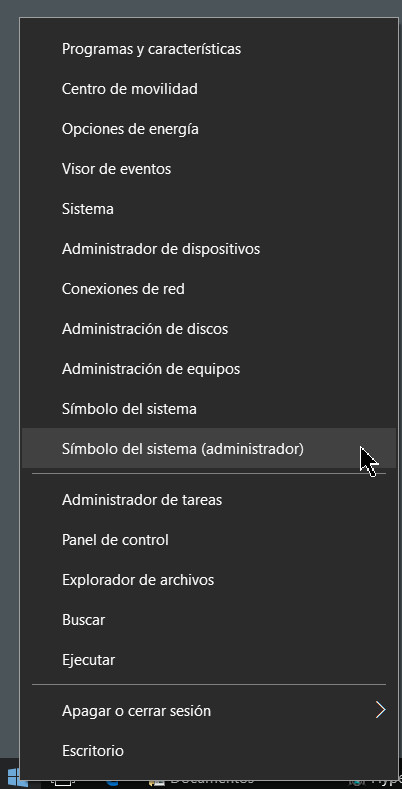 Programas y características
Centro de movilidad
Opciones de energía
Visor de eventos
Sistema
Administrador de dispositivos
Conexiones de red
Administración de discos
Administración de equipos
Símbolo del sistema
Símbolo del sistema (administrador)
Administrador de tareas
Panel de control
Explorador de archivos
Buscar
Ejecutar
Apagar o cerrar sesión
Escritorio
Documentos